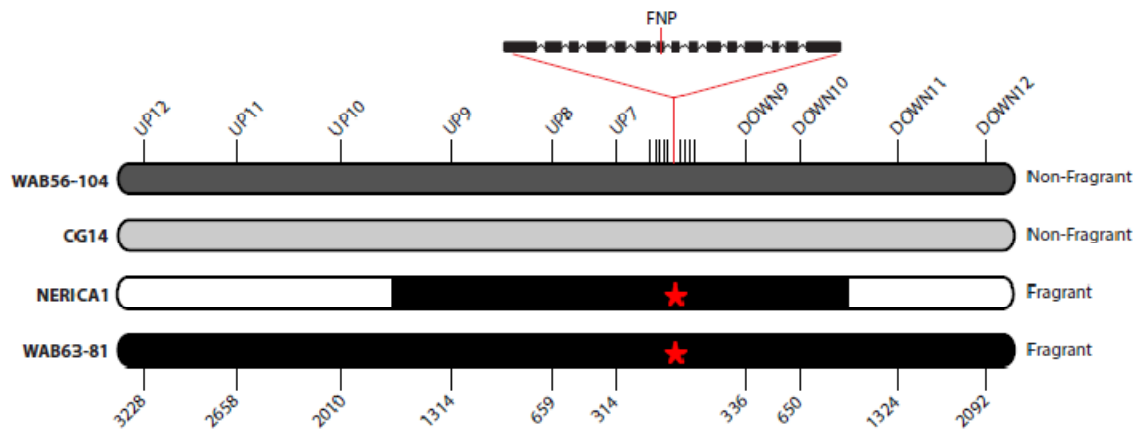 FNP
UP12 UP11 UP10 UP9 UP8 UP7 DOWN9 DOWN10 DOWN11 DOWN12
WAB56-104 Non-Fragrant
CG14 Non-Fragrant
NERICA1 Fragrant
WAB63-81 Fragrant
3228 2658 2010 1314 659 314 336 650 1324 2092